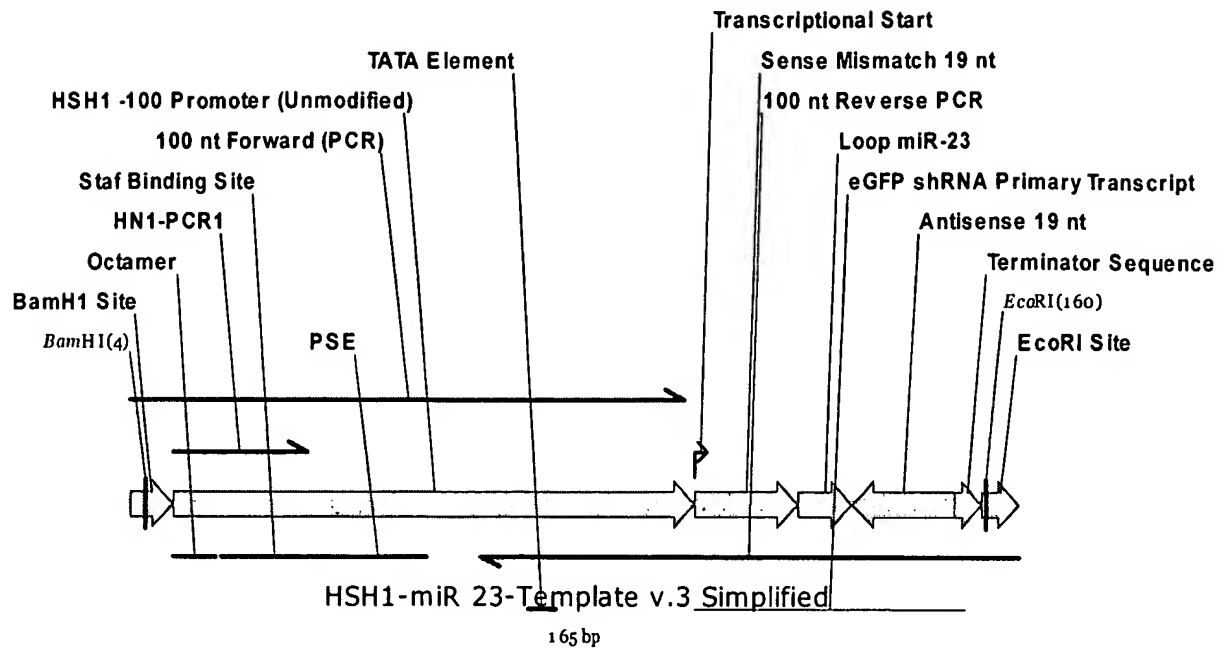 Transcriptional Start
TATA Element
Sense Mismatch 19 nt
HSH1 -100 Promoter (Unmodified)
100 nt Reverse PCR
100 nt Forward (PCR)
Loop miR-23
Staf Binding Site
eGFP shRNA Primary Transcript
HN1-PCR1
Antisense 19 nt
Octamer
Terminator Sequence
BamH1 Site
EcoRI(160)
BamHI(4)
PSE
EcoRI Site
HSH1-miR 23-Template v.3 Simplified
165 bp